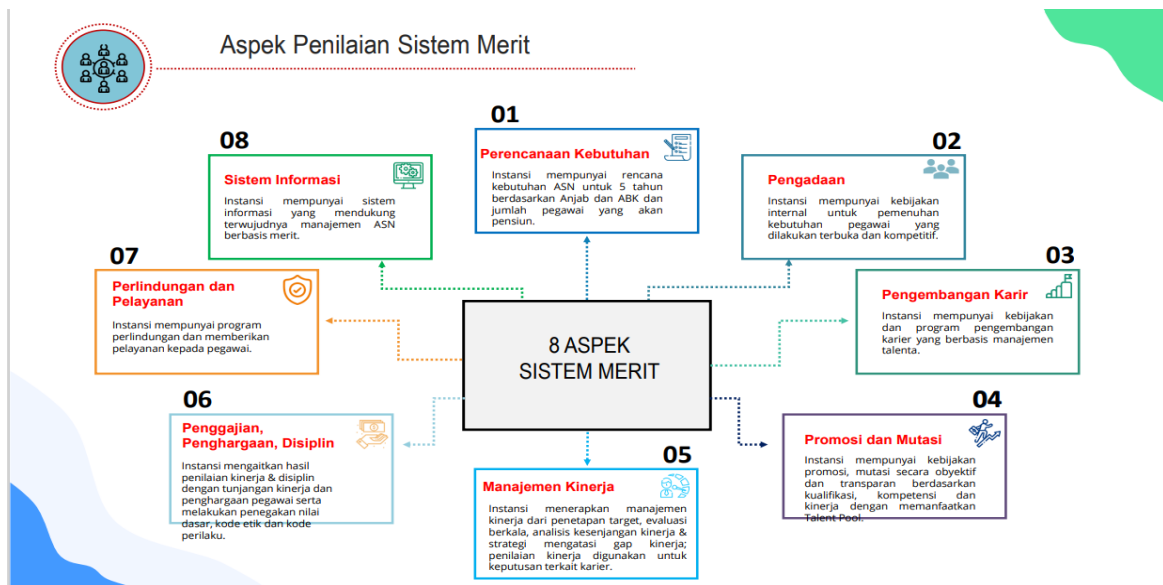 Aspek Penilaian Sistem Merit
01
Perencanaan Kebutuhan
Instansi mempunyai rencana
kebutuhan ASN untuk 5 tahun
berdasarkan Anjab dan ABK dan
jumlah pegawai yang akan
pensiun.
02
Pengadaan
Instansi mempunyai kebijakan
internal untuk pemenuhan
kebutuhan pegawai yang
dilakukan terbuka dan kompetitif.
03
Pengembangan Karir
Instansi mempunyai kebijakan
dan program pengembangan
karier yang berbasis manajemen
talenta.
04
Promosi dan Mutasi
Instansi mempunyai kebijakan
promosi, mutasi secara obyektif
dan transparan berdasarkan
kualifikasi, kompetensi dan
kinerja dengan memanfaatkan
Talent Pool.
05
Manajemen Kinerja
Instansi menerapkan manajemen
kinerja dari penetapan target, evaluasi
berkala, analisis kesenjangan kinerja &
strategi mengatasi gap kinerja;
penilaian kinerja digunakan untuk
keputusan terkait karier.
06
Penggajian,
Penghargaan, Disiplin
Instansi mengaitkan hasil
penilaian kinerja & disiplin
dengan tunjangan kinerja dan
penghargaan pegawai serta
melakukan penegakan nilai
dasar, kode etik dan kode
perilaku.
07
Perlindungan dan
Pelayanan
Instansi mempunyai program
perlindungan dan memberikan
pelayanan kepada pegawai.
08
Sistem Informasi
Instansi mempunyai sistem
informasi yang mendukung
terwujudnya manajemen ASN
berbasis merit.
8 ASPEK
SISTEM MERIT